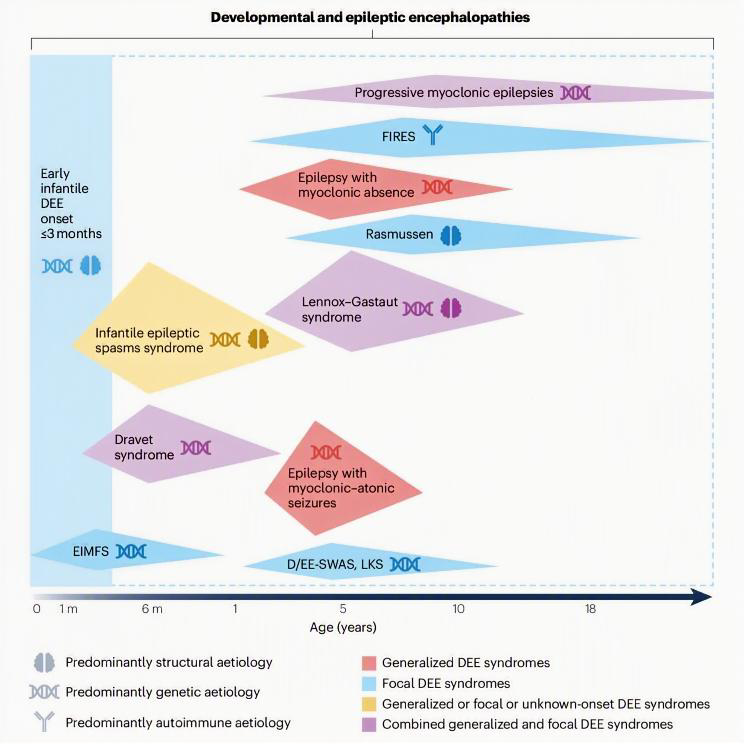 Developmental and epileptic encephalopathies
Progressive myoclonic epilepsies
FIRES
Early
infantile
DEE
onset
≤3 months
Epilepsy with
myoclonic absence
Rasmussen
Lennox–Gastaut
syndrome
Infantile epileptic
spasms syndrome
Dravet
syndrome
Epilepsy with
myoclonic–atonic
seizures
EIMFS
D/EE-SWAS, LKS
0 1 m 6 m 1 5 10 18
Age (years)
Predominantly structural aetiology
Predominantly genetic aetiology
Predominantly autoimmune aetiology
Generalized DEE syndromes
Focal DEE syndromes
Generalized or focal or unknown-onset DEE syndromes
Combined generalized and focal DEE syndromes